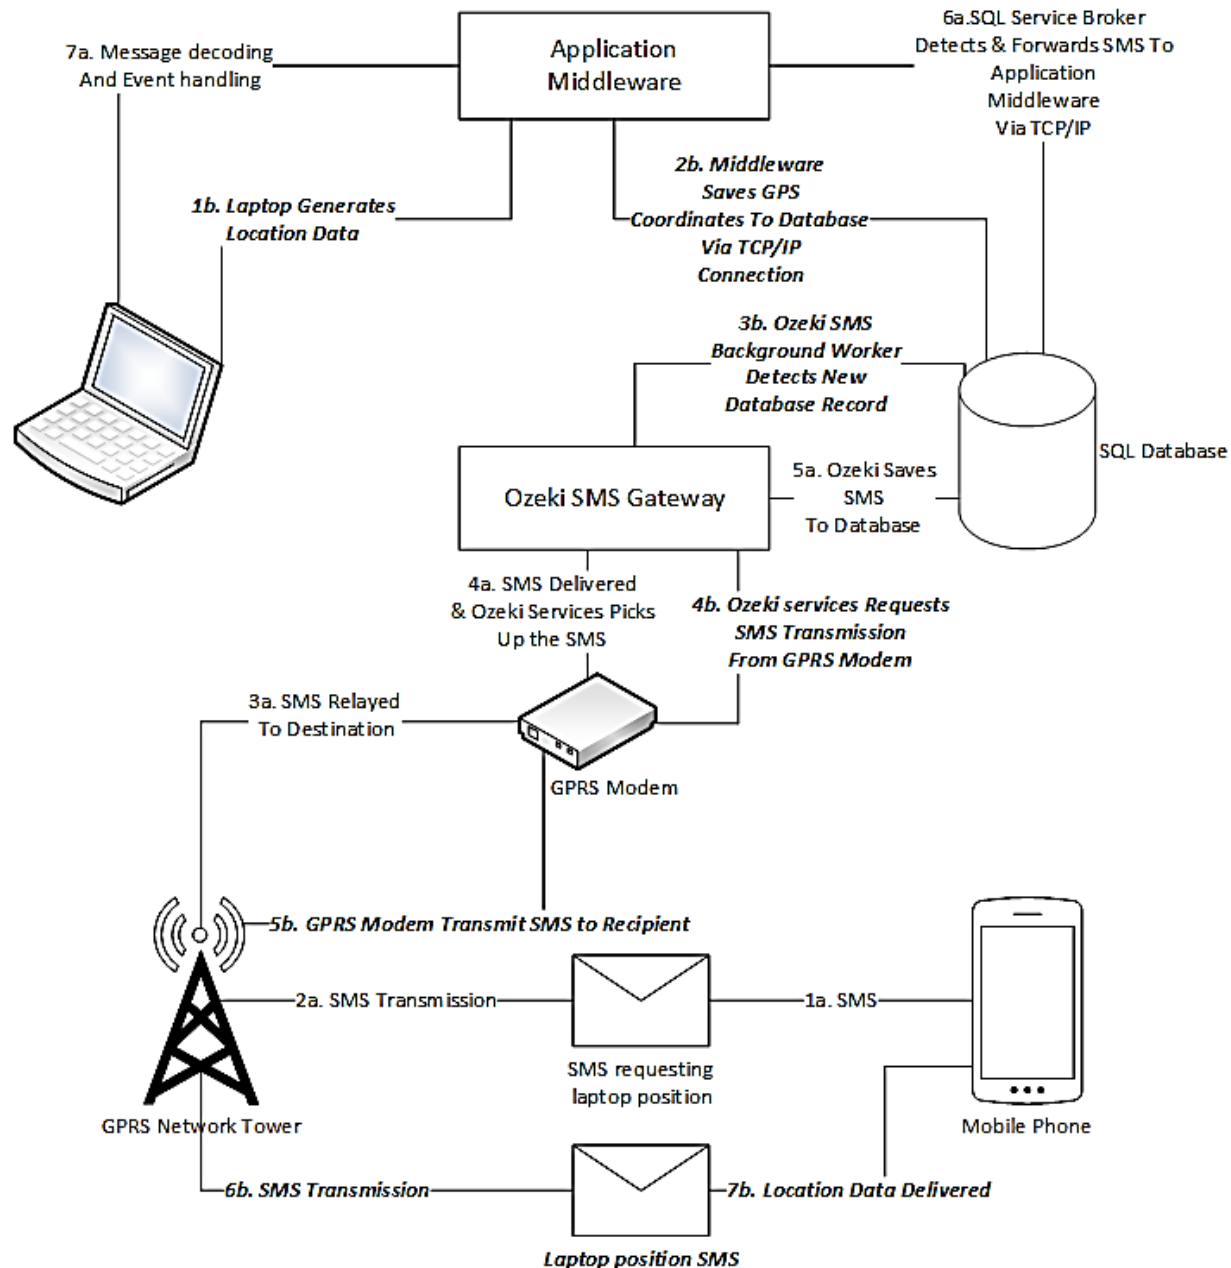 7a. Message decoding
And Event handling
Application
Middleware
6a.SQL Service Broker
Detects & Forwards SMS To
Application
Middleware
Via TCP/IP
1b. Laptop Generates
Location Data
2b. Middleware
Saves GPS
Coordinates To Database
Via TCP/IP
Connection
3b. Ozeki SMS
Background Worker
Detects New
Database Record
SQL Database
Ozeki SMS Gateway
5a. Ozeki Saves
SMS
To Database
4a. SMS Delivered
& Ozeki Services Picks
Up the SMS
4b. Ozeki services Requests
SMS Transmission
From GPRS Modem
3a. SMS Relayed
To Destination
GPRS Modem
5b. GPRS Modem Transmit SMS to Recipient
2a. SMS Transmission
1a. SMS
SMS requesting
laptop position
GPRS Network Tower
Mobile Phone
6b. SMS Transmission
7b. Location Data Delivered
Laptop position SMS